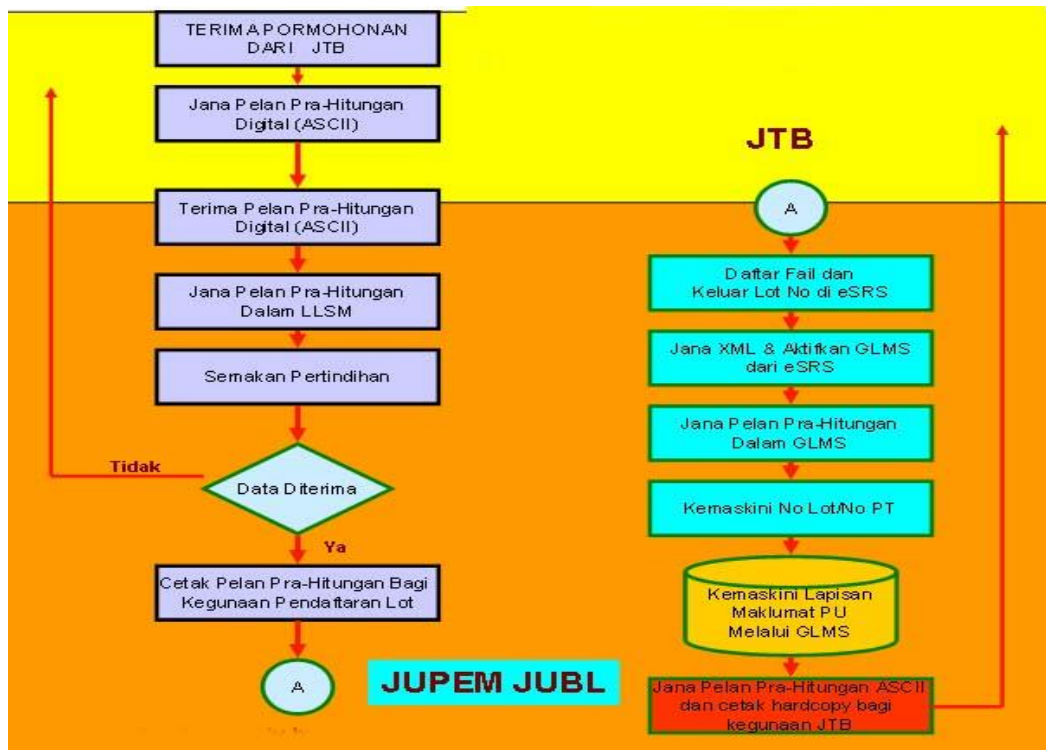 TERIMA PORMOHONAN
DARI JTB
Jana Pelan Pra-Hitungan
Digital (ASCII)
Terima Pelan Pra-Hitungan
Digital (ASCII)
Jana Pelan Pra-Hitungan
Dalam LLSM
Semakan Pertindihan
Tidak
Data Diterima
Ya
Cetak Pelan Pra-Hitungan Bagi
Kegunaan Pendaftaran Lot
A
JUPEM JUBL
JTB
A
Daftar Fail dan
Keluar Lot No di eSRS
Jana XML & Aktifkan GLMS
dari eSRS
Jana Pelan Pra-Hitungan
Dalam GLMS
Kemaskini No Lot/No PT
Kemaskini Lapisan
Maklumat PU
Melalui GLMS
Jana Pelan Pra-Hitungan ASCII
dan cetak hardcopy bagi
kegunaan JTB